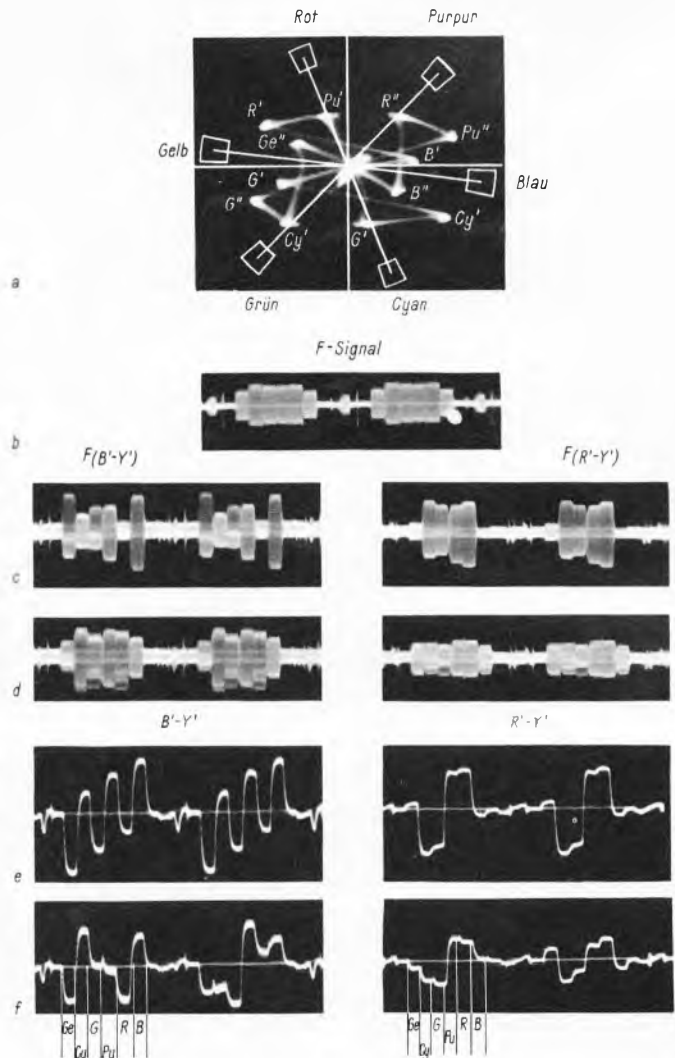 Rot Purpur
R' Pu' R" Pu"
Ge" B'
Gelb G' B" Blau
G" Cy' G' Cy'
a
Grün Cyan
F-Signal
b
F(B'-Y') F(R'-Y')
c
d
B'-Y' R'-Y'
e
f
Ge Cy G Pu R B
Ge Cy G Pu R B